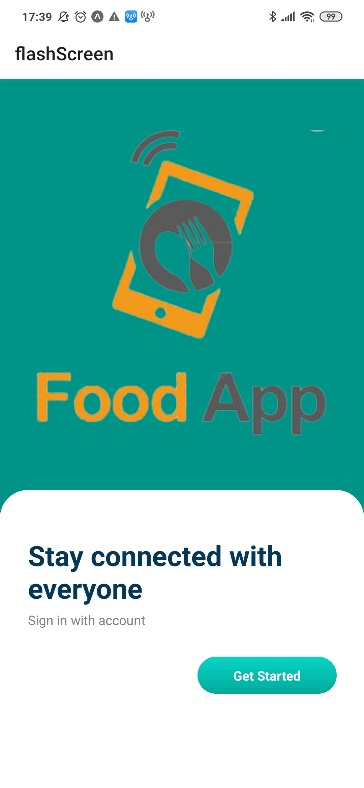 17:39
99
flashScreen
Food App
Stay connected with
everyone
Sign in with account
Get Started